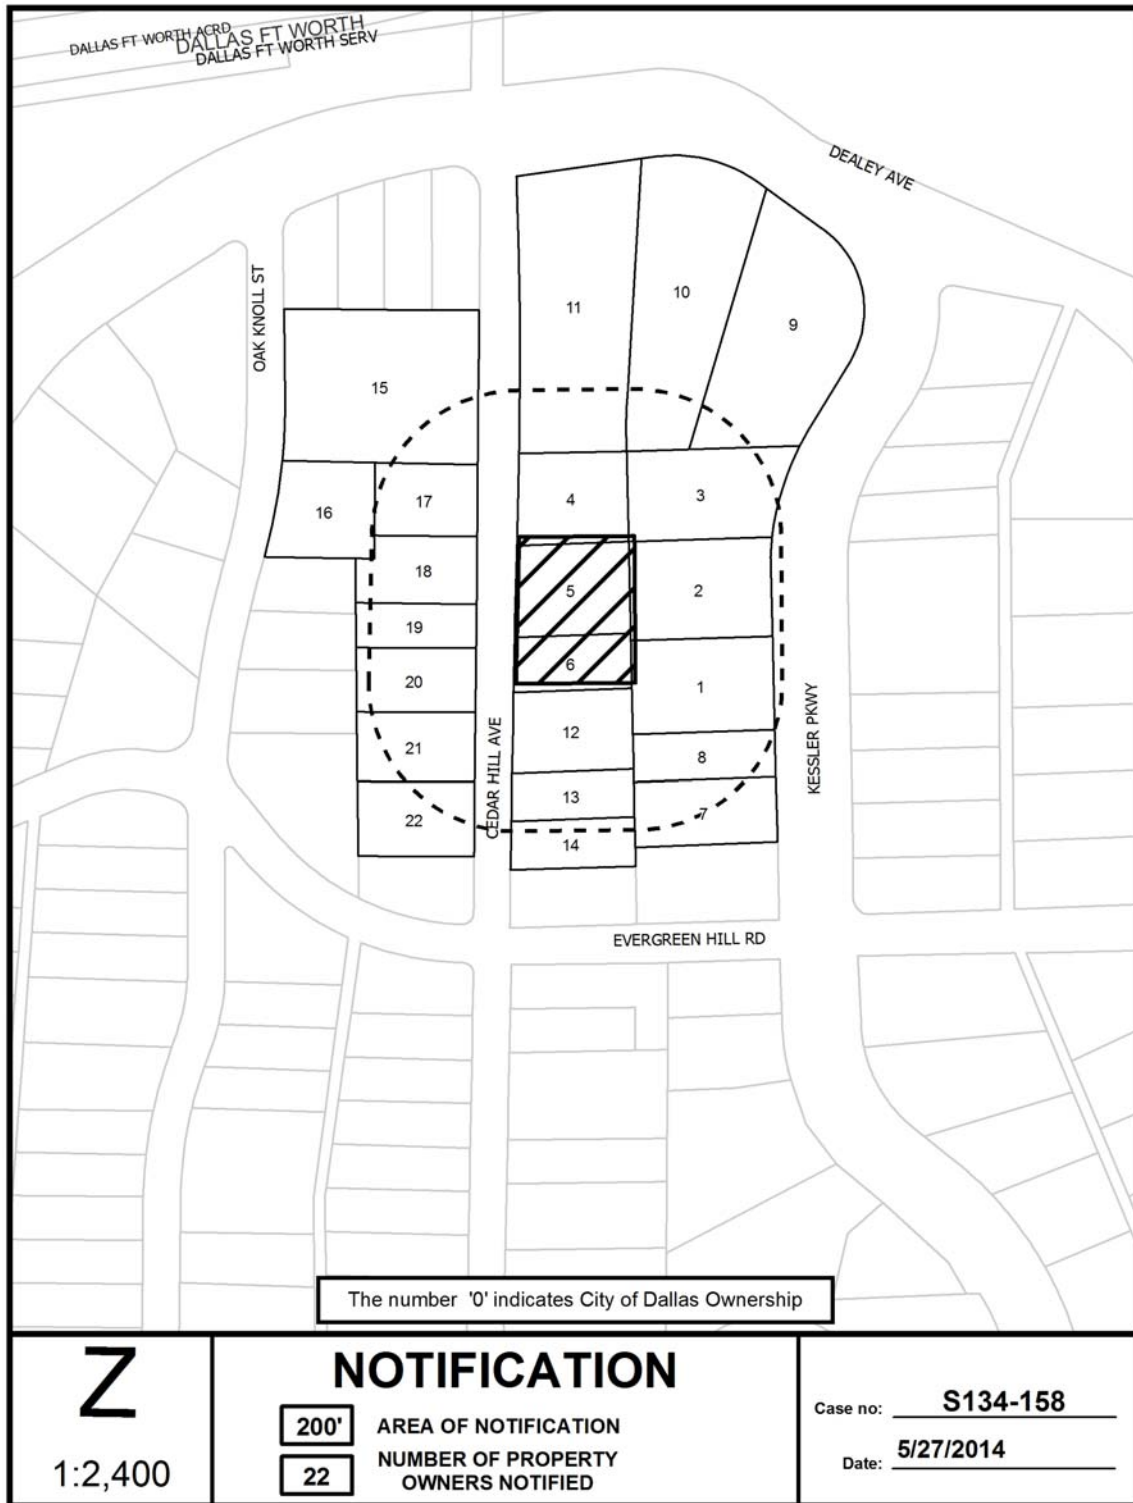 DALLAS FT WORTH ACRD
DALLAS FT WORTH
DALLAS FT WORTH SERV
DEALEY AVE
OAK KNOLL ST
11
10
9
15
16
17
4
3
18
5
2
19
6
20
1
CEDAR HILL AVE
KESSLER PKWY
12
21
8
13
7
22
14
EVERGREEN HILL RD
The number '0' indicates City of Dallas Ownership
Z
1:2,400
NOTIFICATION
200' AREA OF NOTIFICATION
22 NUMBER OF PROPERTY
OWNERS NOTIFIED
Case no: S134-158
Date: 5/27/2014